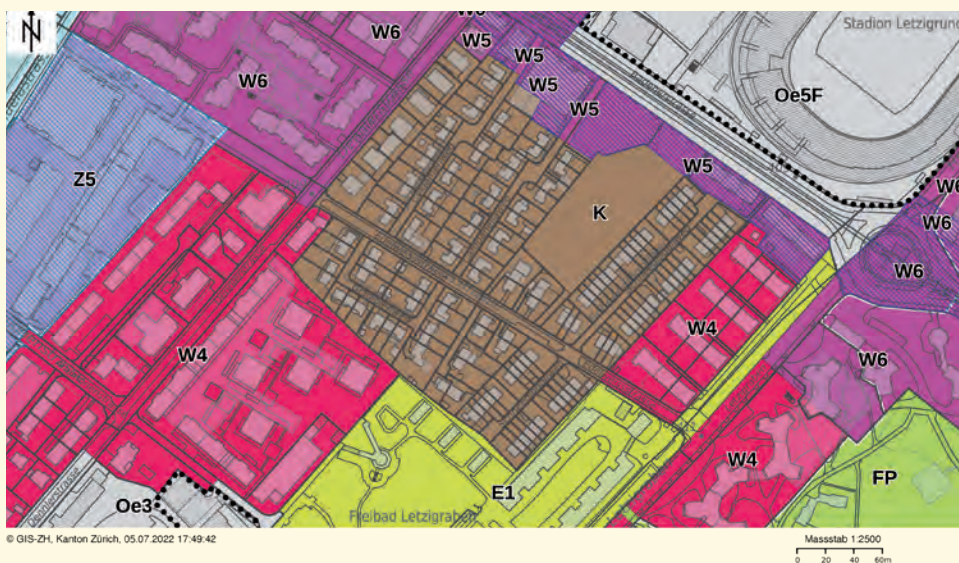 N
Stadion Letzigrund
W6
W6
W5
W5
W6
W5
Oe5F
W5
Z5
W5
W6
K
W6
W6
W4
W4
W6
W4
FP
E1
Oe3
Freibad Letzigraben
Dennlerstrasse
© GIS-ZH, Kanton Zürich, 05.07.2022 17:49:42
Massstab 1:2500
0 20 40 60m